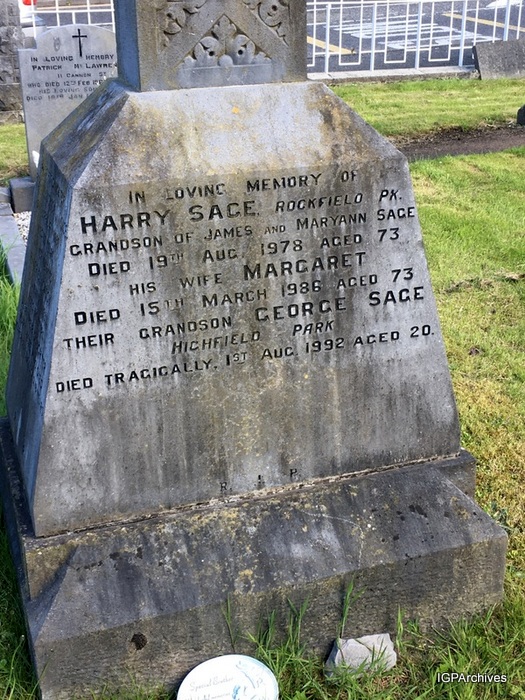 IN LOVING MEMORY OF
HARRY SAGE, ROCKFIELD PK.
GRANDSON OF JAMES AND MARYANN SAGE
DIED 19TH AUG. 1978 AGED 73
HIS WIFE MARGARET
DIED 15TH MARCH 1986 AGED 73
THEIR GRANDSON GEORGE SAGE
HIGHFIELD PARK
DIED TRAGICALLY, 1ST AUG. 1992 AGED 20.
R.I.P.
IN LOVING MEMORY OF
PATRICK
IGPArchives